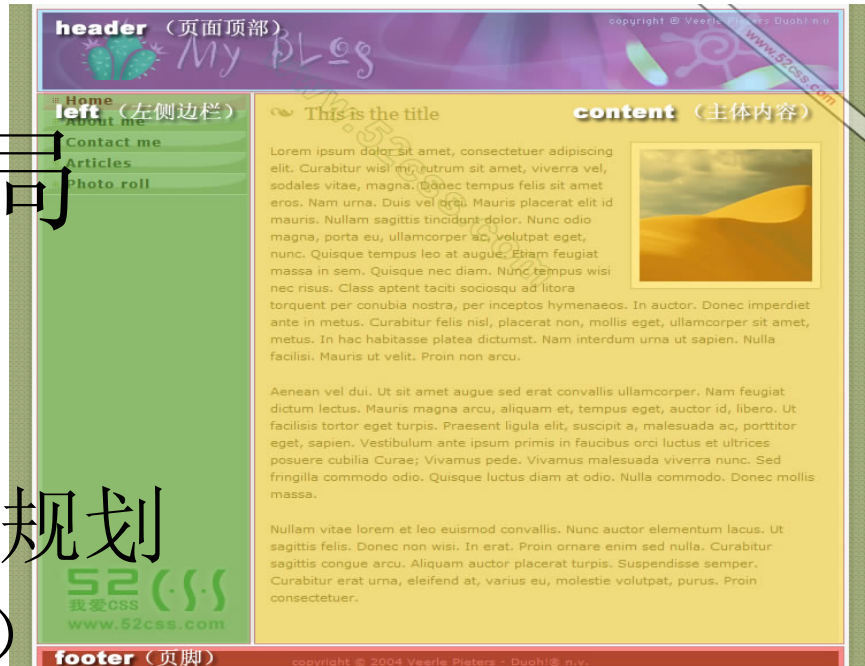 header （页面顶部）
copyright © Veerle Pieters Duoh! n.v.
My BLog
www.52css.com
Home
left （左侧边栏）
About me
Contact me
Articles
Photo roll
This is the title
content （主体内容）
www.52css.com
Lorem ipsum dolor sit amet, consectetuer adipiscing
elit. Curabitur wisi mi, rutrum sit amet, viverra vel,
sodales vitae, magna. Donec tempus felis sit amet
eros. Nam urna. Duis vel orci. Mauris placerat elit id
mauris. Nullam sagittis tincidunt dolor. Nunc odio
magna, porta eu, ullamcorper ac, volutpat eget,
nunc. Quisque tempus leo at augue. Etiam feugiat
massa in sem. Quisque nec diam. Nunc tempus wisi
nec risus. Class aptent taciti sociosqu ad litora
torquent per conubia nostra, per inceptos hymenaeos. In auctor. Donec imperdiet
ante in metus. Curabitur felis nisl, placerat non, mollis eget, ullamcorper sit amet,
metus. In hac habitasse platea dictumst. Nam interdum urna ut sapien. Nulla
facilisi. Mauris ut velit. Proin non arcu.
Aenean vel dui. Ut sit amet augue sed erat convallis ullamcorper. Nam feugiat
dictum lectus. Mauris magna arcu, aliquam et, tempus eget, auctor id, libero. Ut
facilisis tortor eget turpis. Praesent ligula elit, suscipit a, malesuada ac, porttitor
eget, sapien. Vestibulum ante ipsum primis in faucibus orci luctus et ultrices
posuere cubilia Curae; Vivamus pede. Vivamus malesuada viverra nunc. Sed
fringilla commodo odio. Quisque luctus diam at odio. Nulla commodo. Donec mollis
massa.
Nullam vitae lorem et leo euismod convallis. Nunc auctor elementum lacus. Ut
sagittis felis. Donec non wisi. In erat. Proin ornare enim sed nulla. Curabitur
sagittis congue arcu. Aliquam auctor placerat turpis. Suspendisse semper.
Curabitur erat urna, eleifend at, varius eu, molestie volutpat, purus. Proin
consectetuer.
规划
）
52css
我爱CSS
www.52css.com
footer （页脚）
copyright © 2004 Veerle Pieters - Duoh!® n.v.